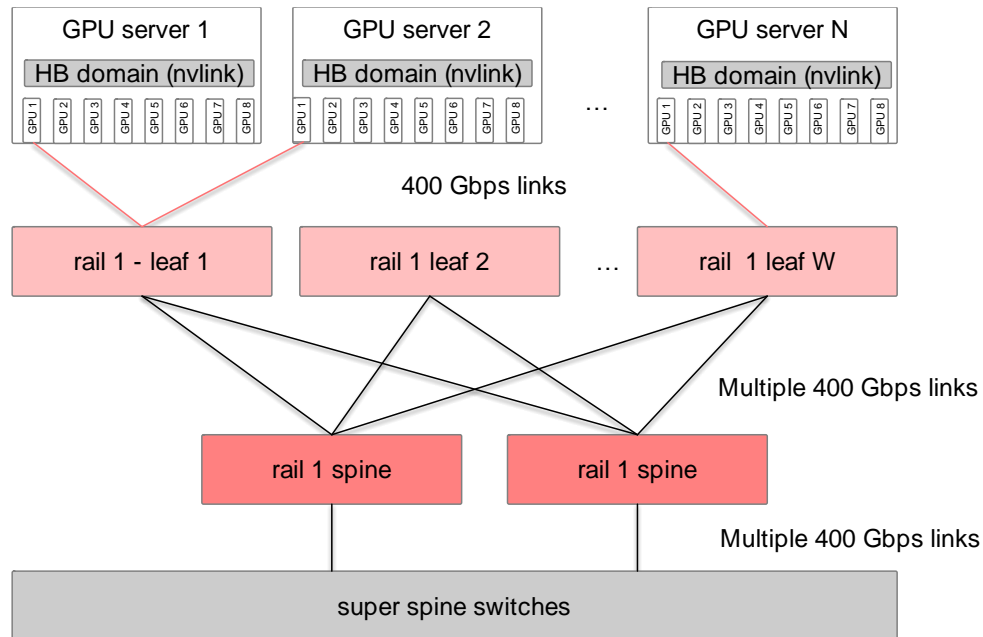 GPU server 1
HB domain (nvlink)
GPU 1
GPU 2
GPU 3
GPU 4
GPU 5
GPU 6
GPU 7
GPU 8
GPU server 2
HB domain (nvlink)
GPU 1
GPU 2
GPU 3
GPU 4
GPU 5
GPU 6
GPU 7
GPU 8
...
GPU server N
HB domain (nvlink)
GPU 1
GPU 2
GPU 3
GPU 4
GPU 5
GPU 6
GPU 7
GPU 8
400 Gbps links
rail 1 - leaf 1
rail 1 leaf 2
...
rail 1 leaf W
Multiple 400 Gbps links
rail 1 spine
rail 1 spine
Multiple 400 Gbps links
super spine switches